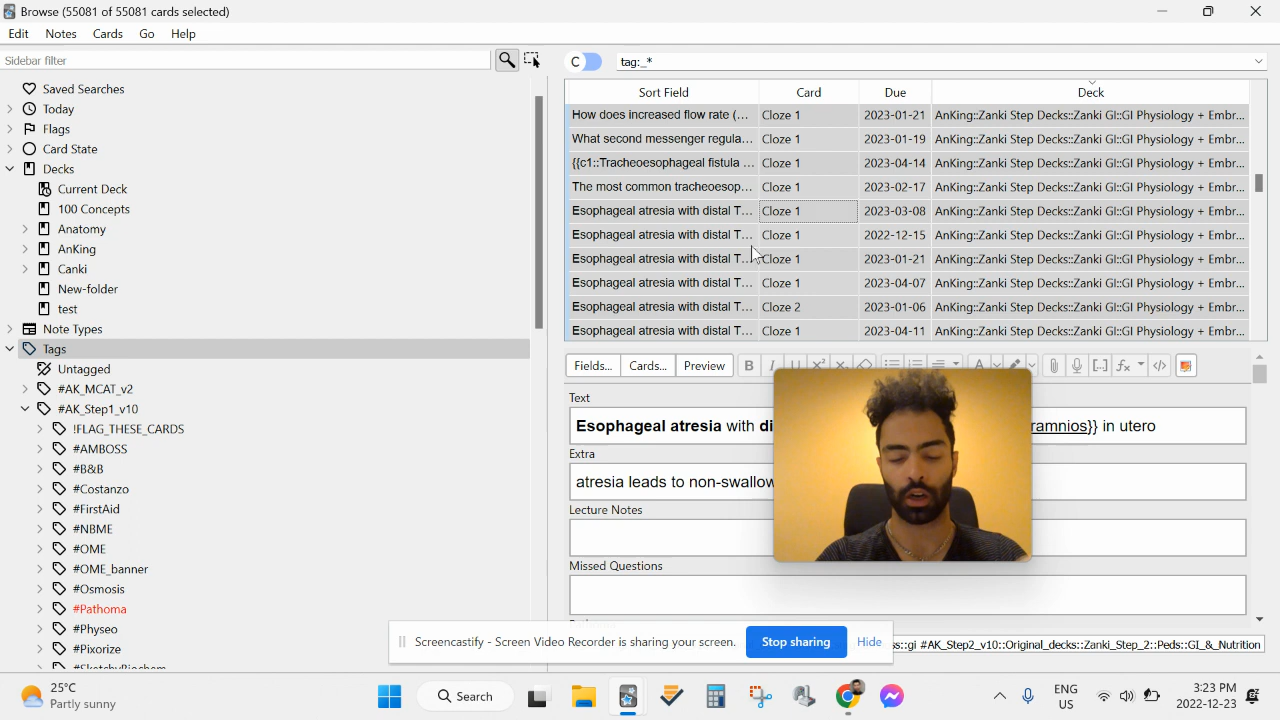 Browse (55081 of 55081 cards selected)
Edit Notes Cards Go Help
Sidebar filter
C tag:_*
Saved Searches
Today
Flags
Card State
Decks
Current Deck
100 Concepts
Anatomy
AnKing
Canki
New-folder
test
Note Types
Tags
Untagged
#AK_MCAT_v2
#AK_Step1_v10
!FLAG_THESE_CARDS
#AMBOSS
#B&B
#Costanzo
#FirstAid
#NBME
#OME
#OME_banner
#Osmosis
#Pathoma
#Physeo
#Pixorize
#SketchyBiochem
Sort Field Card Due Deck
How does increased flow rate (... Cloze 1 2023-01-21 AnKing::Zanki Step Decks::Zanki GI::GI Physiology + Embr...
What second messenger regula... Cloze 1 2023-01-19 AnKing::Zanki Step Decks::Zanki GI::GI Physiology + Embr...
{{c1::Tracheoesophageal fistula ... Cloze 1 2023-04-14 AnKing::Zanki Step Decks::Zanki GI::GI Physiology + Embr...
The most common tracheoesop... Cloze 1 2023-02-17 AnKing::Zanki Step Decks::Zanki GI::GI Physiology + Embr...
Esophageal atresia with distal T... Cloze 1 2023-03-08 AnKing::Zanki Step Decks::Zanki GI::GI Physiology + Embr...
Esophageal atresia with distal T... Cloze 1 2022-12-15 AnKing::Zanki Step Decks::Zanki GI::GI Physiology + Embr...
Esophageal atresia with distal T... Cloze 1 2023-01-21 AnKing::Zanki Step Decks::Zanki GI::GI Physiology + Embr...
Esophageal atresia with distal T... Cloze 1 2023-04-07 AnKing::Zanki Step Decks::Zanki GI::GI Physiology + Embr...
Esophageal atresia with distal T... Cloze 2 2023-01-06 AnKing::Zanki Step Decks::Zanki GI::GI Physiology + Embr...
Esophageal atresia with distal T... Cloze 1 2023-04-11 AnKing::Zanki Step Decks::Zanki GI::GI Physiology + Embr...
Fields... Cards... Preview B I U
Text
Esophageal atresia with di ramnios}} in utero
Extra
atresia leads to non-swallow
Lecture Notes
Missed Questions
Screencastify - Screen Video Recorder is sharing your screen. Stop sharing Hide
ss::gi #AK_Step2_v10::Original_decks::Zanki_Step_2::Peds::GI_&_Nutrition
25°C
Partly sunny
Search
ENG
US
3:23 PM
2022-12-23